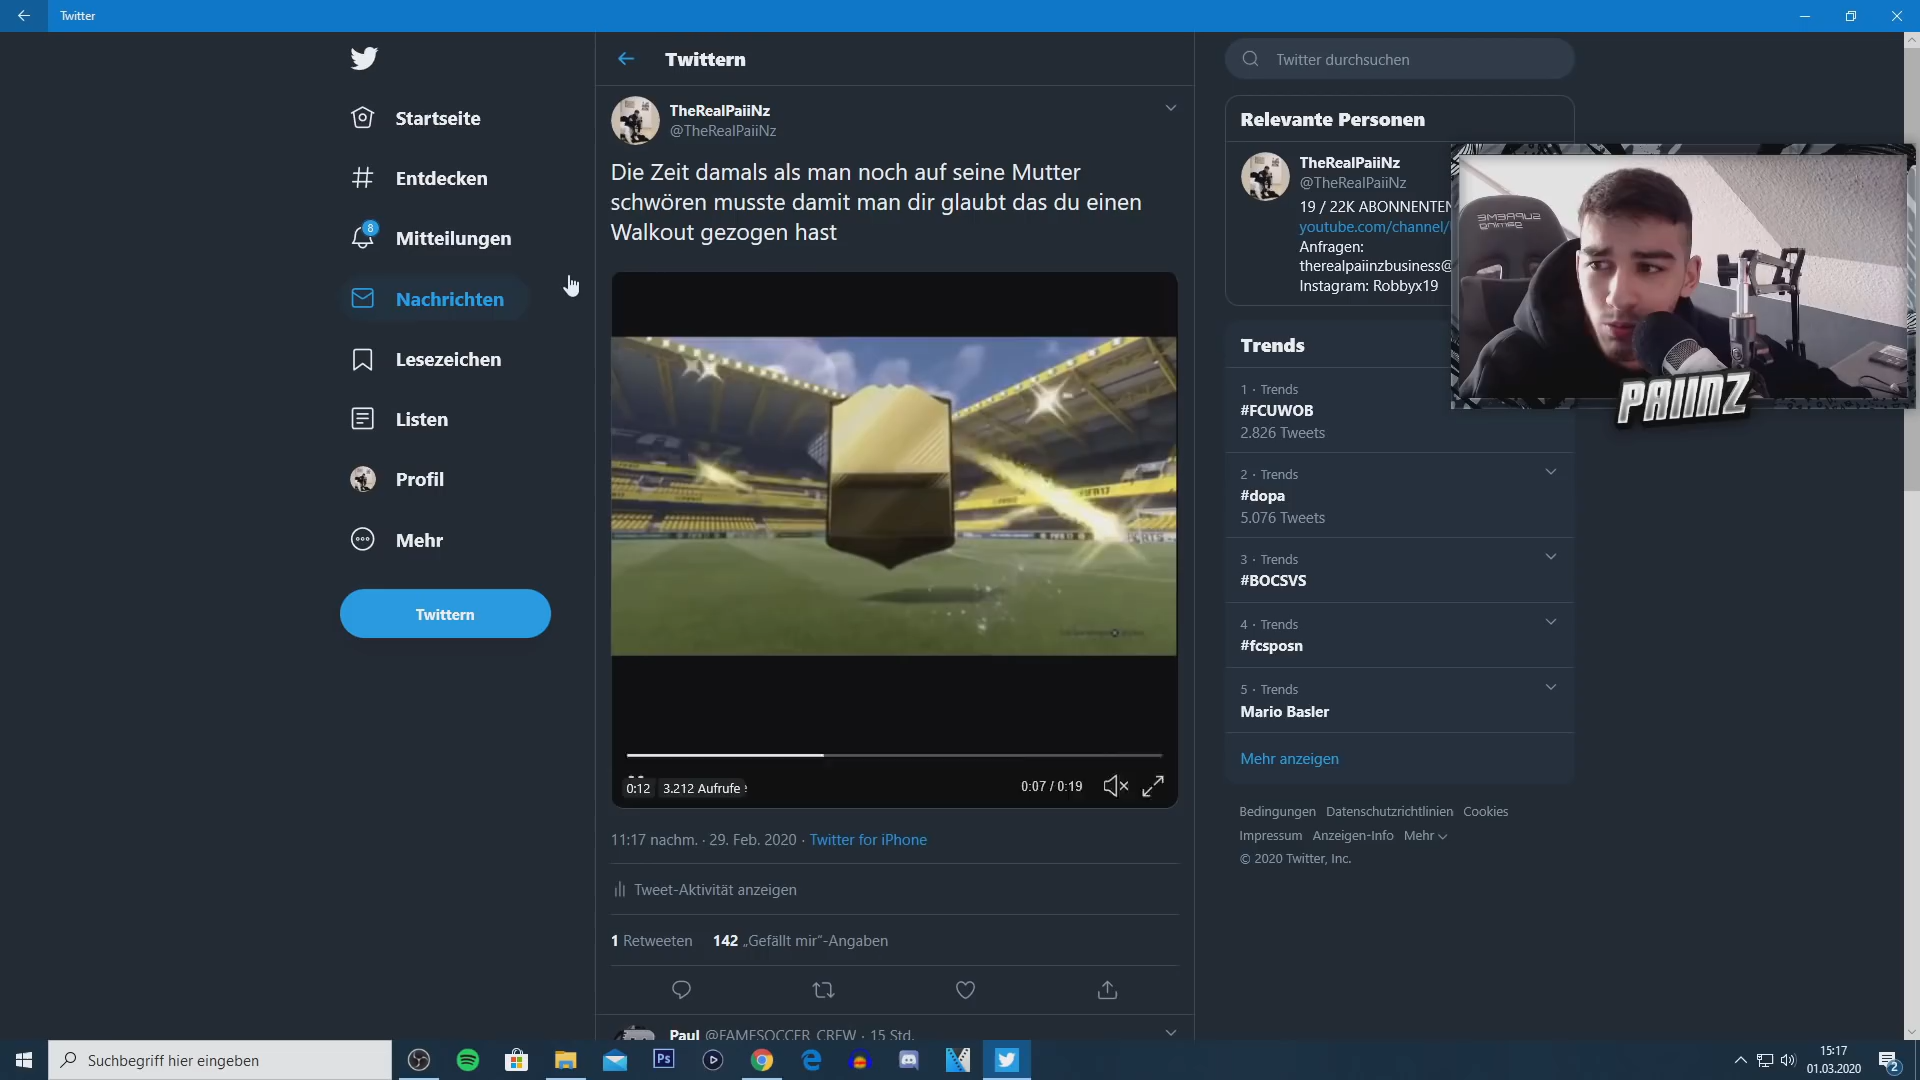 Twitter
Startseite
Entdecken
8
Mitteilungen
Nachrichten
Lesezeichen
Listen
Profil
Mehr
Twittern
Twittern
TheRealPaiiNz
@TheRealPaiiNz
Die Zeit damals als man noch auf seine Mutter
schwören musste damit man dir glaubt das du einen
Walkout gezogen hast
0:12 3.212 Aufrufe
0:07 / 0:19
11:17 nachm. · 29. Feb. 2020 · Twitter for iPhone
Tweet-Aktivität anzeigen
1 Retweeten 142 „Gefällt mir“-Angaben
Paul @FAMESOCCER_CREW · 15 Std.
Twitter durchsuchen
Relevante Personen
TheRealPaiiNz
@TheRealPaiiNz
19 / 22K ABONNENTEN
youtube.com/channel/
Anfragen:
therealpaiinzbusiness@
Instagram: Robbyx19
PAIINZ
Trends
1 · Trends
#FCUWOB
2.826 Tweets
2 · Trends
#dopa
5.076 Tweets
3 · Trends
#BOCSVS
4 · Trends
#fcsposn
5 · Trends
Mario Basler
Mehr anzeigen
Bedingungen Datenschutzrichtlinien Cookies
Impressum Anzeigen-Info Mehr
© 2020 Twitter, Inc.
Suchbegriff hier eingeben
Ps
15:17
01.03.2020
2